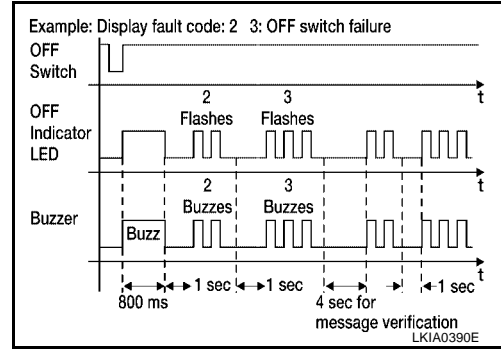 Example: Display fault code: 2 3: OFF switch failure
OFF
Switch
t
2 3
Flashes Flashes
OFF
Indicator
LED
t
2 3
Buzzes Buzzes
Buzzer
Buzz
t
1 sec 1 sec 1 sec
800 ms 4 sec for
message verification
LKIA0390E